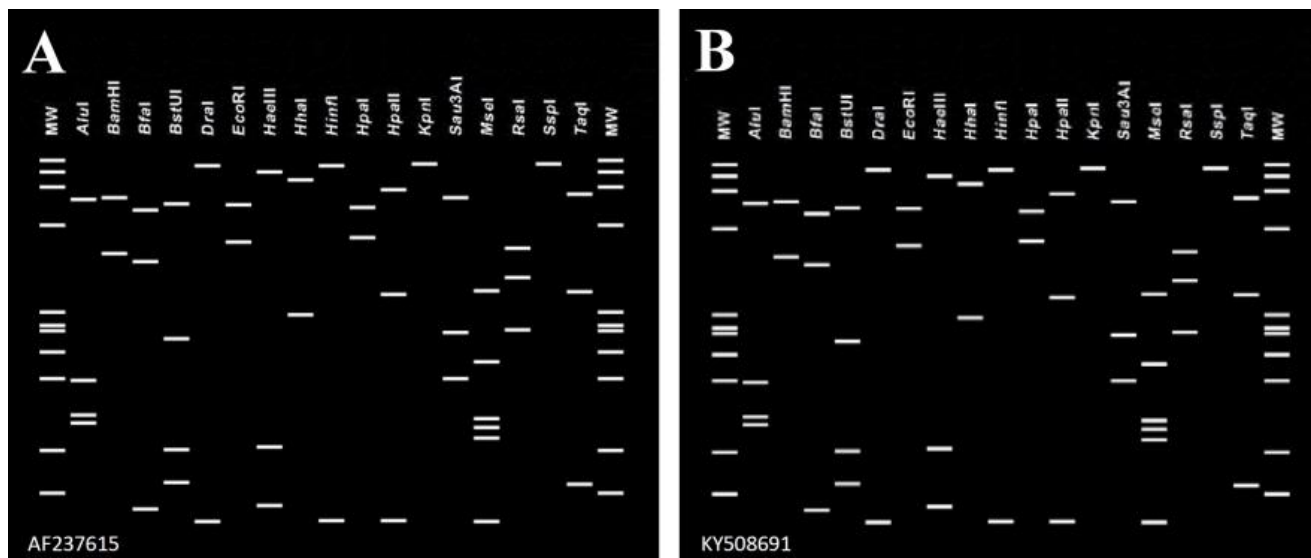 A
MW AluI BamHI BfaI BstUI DraI EcoRI HaeIII HhaI HinfI HpaI HpaII KpnI Sau3AI MseI RsaI SspI TaqI MW
AF237615
B
MW AluI BamHI BfaI BstUI DraI EcoRI HaeIII HhaI HinfI HpaI HpaII KpnI Sau3AI MseI RsaI SspI TaqI MW
KY508691